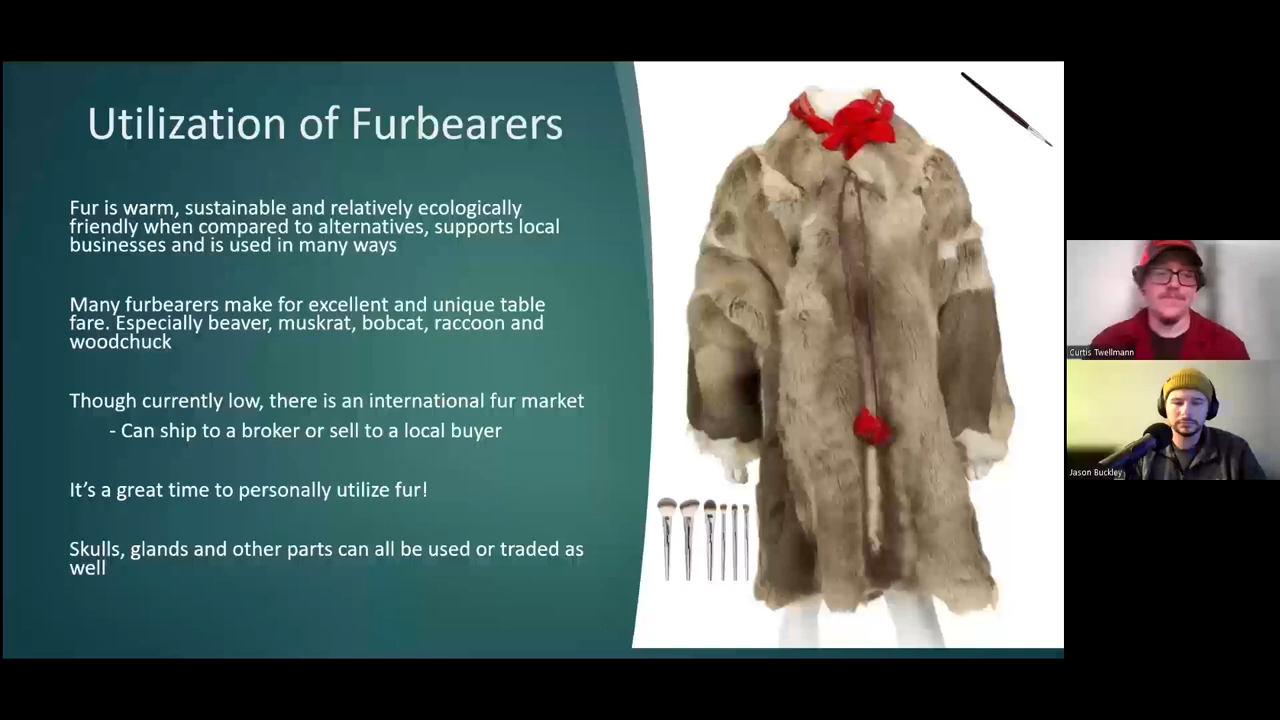 Utilization of Furbearers
Fur is warm, sustainable and relatively ecologically
friendly when compared to alternatives, supports local
businesses and is used in many ways
Many furbearers make for excellent and unique table
fare. Especially beaver, muskrat, bobcat, raccoon and
woodchuck
Though currently low, there is an international fur market
- Can ship to a broker or sell to a local buyer
It's a great time to personally utilize fur!
Skulls, glands and other parts can all be used or traded as
well
Curtis Twellmann
Jason Buckley